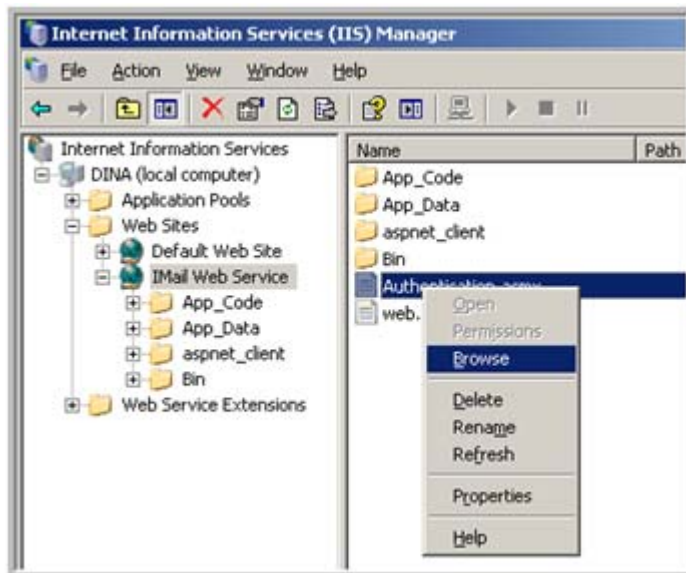 Internet Information Services (IIS) Manager
File Action View Window Help
Internet Information Services
DINA (local computer)
Application Pools
Web Sites
Default Web Site
IMail Web Service
App_Code
App_Data
aspnet_client
Bin
Web Service Extensions
Name Path
App_Code
App_Data
aspnet_client
Bin
web.
Open
Permissions
Browse
Delete
Rename
Refresh
Properties
Help